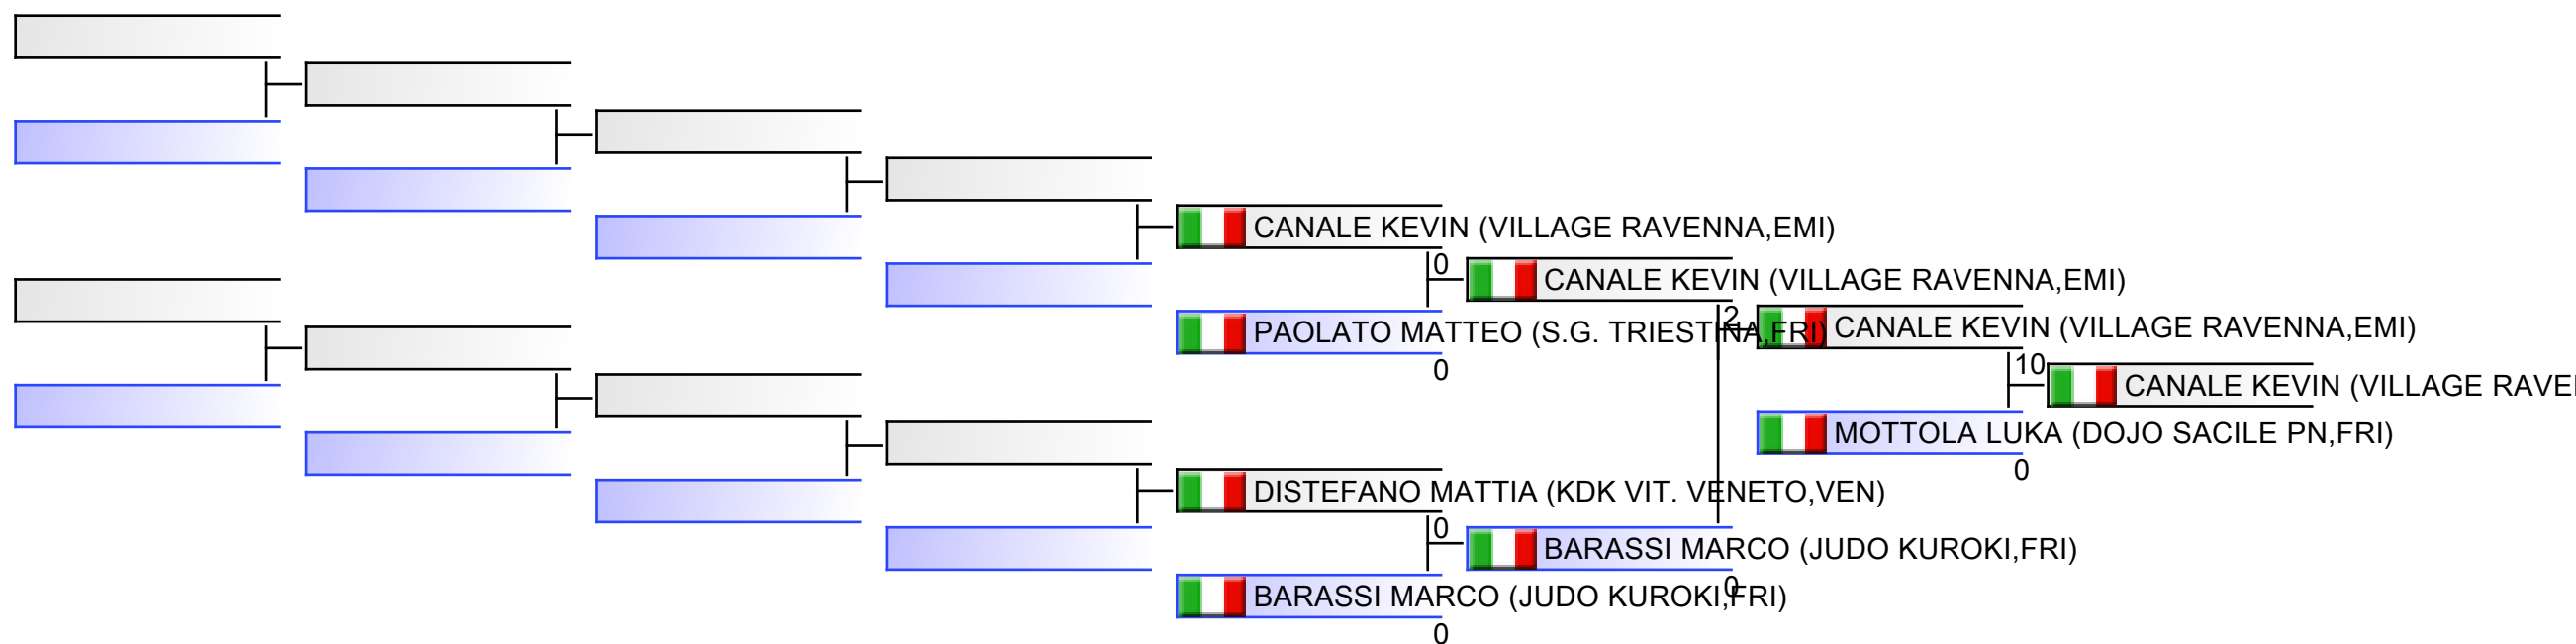 CANALE KEVIN (VILLAGE RAVENNA,EMI)
0
CANALE KEVIN (VILLAGE RAVENNA,EMI)
PAOLATO MATTEO (S.G. TRIESTINA,FRI)
0
2
CANALE KEVIN (VILLAGE RAVENNA,EMI)
10
CANALE KEVIN (VILLAGE RAVE
MOTTOLA LUKA (DOJO SACILE PN,FRI)
0
DISTEFANO MATTIA (KDK VIT. VENETO,VEN)
0
BARASSI MARCO (JUDO KUROKI,FRI)
0
BARASSI MARCO (JUDO KUROKI,FRI)
0